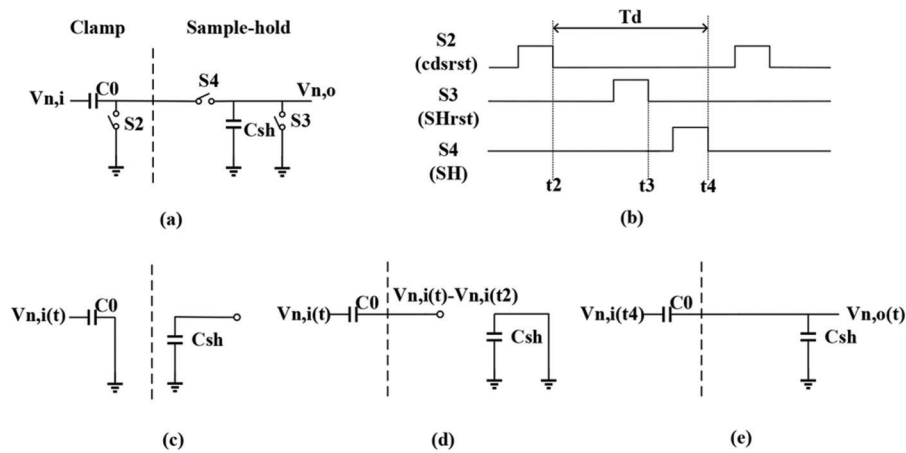 Clamp Sample-hold
S4
Vn,i C0 Vn,o
S2 Csh S3
(a)
Td
S2
(cdsrst)
S3
(SHrst)
S4
(SH)
t2 t3 t4
(b)
Vn,i(t) C0
Csh
(c)
Vn,i(t) C0 Vn,i(t)-Vn,i(t2)
Csh
(d)
Vn,i(t4) C0 Vn,o(t)
Csh
(e)